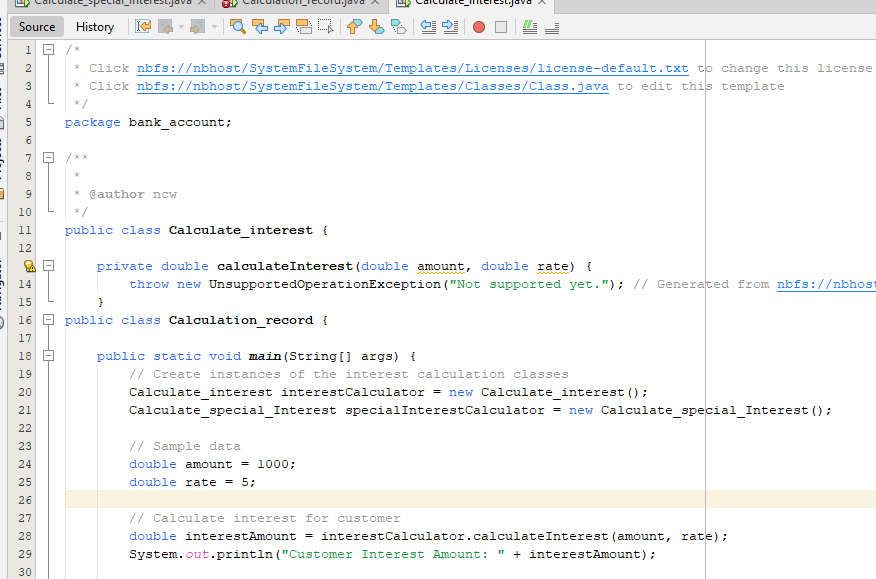 Calculate_special_interest.java Calculation_record.java Calculate_interest.java
Source History
1 /*
2 * Click nbfs://nbhost/SystemFileSystem/Templates/Licenses/license-default.txt to change this license
3 * Click nbfs://nbhost/SystemFileSystem/Templates/Classes/Class.java to edit this template
4 */
5 package bank_account;
6
7 /**
8 *
9 * @author ncw
10 */
11 public class Calculate_interest {
12
private double calculateInterest(double amount, double rate) {
14 throw new UnsupportedOperationException("Not supported yet."); // Generated from nbfs://nbhost
15 }
16 public class Calculation_record {
17
18 public static void main(String[] args) {
19 // Create instances of the interest calculation classes
20 Calculate_interest interestCalculator = new Calculate_interest();
21 Calculate_special_Interest specialInterestCalculator = new Calculate_special_Interest();
22
23 // Sample data
24 double amount = 1000;
25 double rate = 5;
26
27 // Calculate interest for customer
28 double interestAmount = interestCalculator.calculateInterest(amount, rate);
29 System.out.println("Customer Interest Amount: " + interestAmount);
30